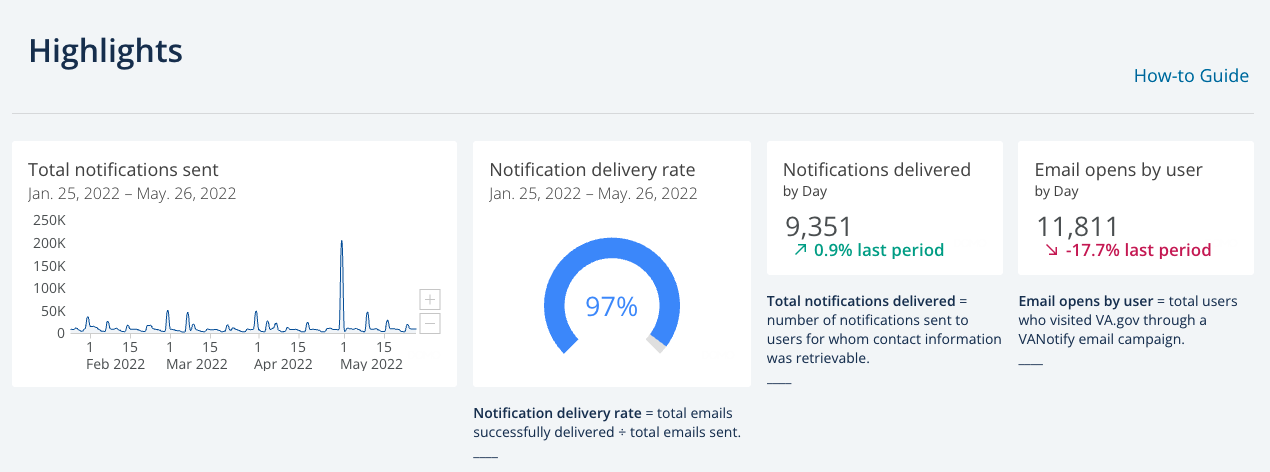 Highlights
How-to Guide
Total notifications sent
Jan. 25, 2022 – May. 26, 2022
250K
200K
150K
100K
50K
0
1 15 1 15 1 15 1 15
Feb 2022 Mar 2022 Apr 2022 May 2022
+
−
Notification delivery rate
Jan. 25, 2022 – May. 26, 2022
97%
Notification delivery rate = total emails
successfully delivered ÷ total emails sent.
Notifications delivered
by Day
9,351
↗ 0.9% last period
Total notifications delivered =
number of notifications sent to
users for whom contact information
was retrievable.
Email opens by user
by Day
11,811
↘ -17.7% last period
Email opens by user = total users
who visited VA.gov through a
VANotify email campaign.